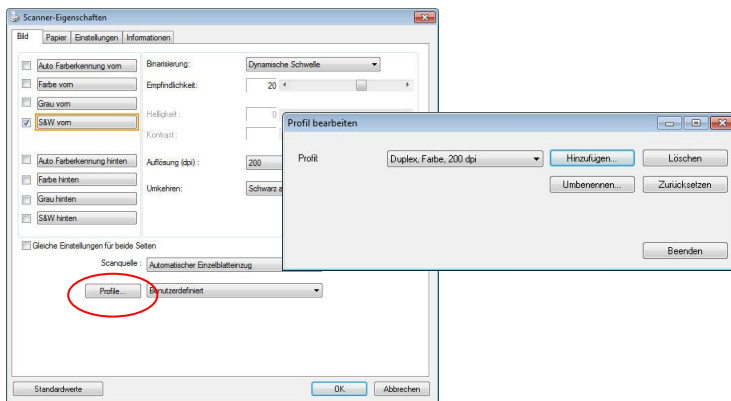 Scanner-Eigenschaften
Bild Papier Einstellungen Informationen
Auto Farberkennung vorn
Farbe vorn
Grau vorn
S&W vorn
Auto Farberkennung hinten
Farbe hinten
Grau hinten
S&W hinten
Binarisierung: Dynamische Schwelle
Empfindlichkeit: 20
Helligkeit : 0
Kontrast :
Auflösung (dpi) : 200
Umkehren: Schwarz a
Gleiche Einstellungen für beide Seiten
Scanquelle : Automatischer Einzelblatteinzug
Profile... Benutzerdefiniert
Standardwerte OK Abbrechen
Profil bearbeiten
Profil: Duplex, Farbe, 200 dpi Hinzufügen... Löschen
Umbenennen... Zurücksetzen
Beenden